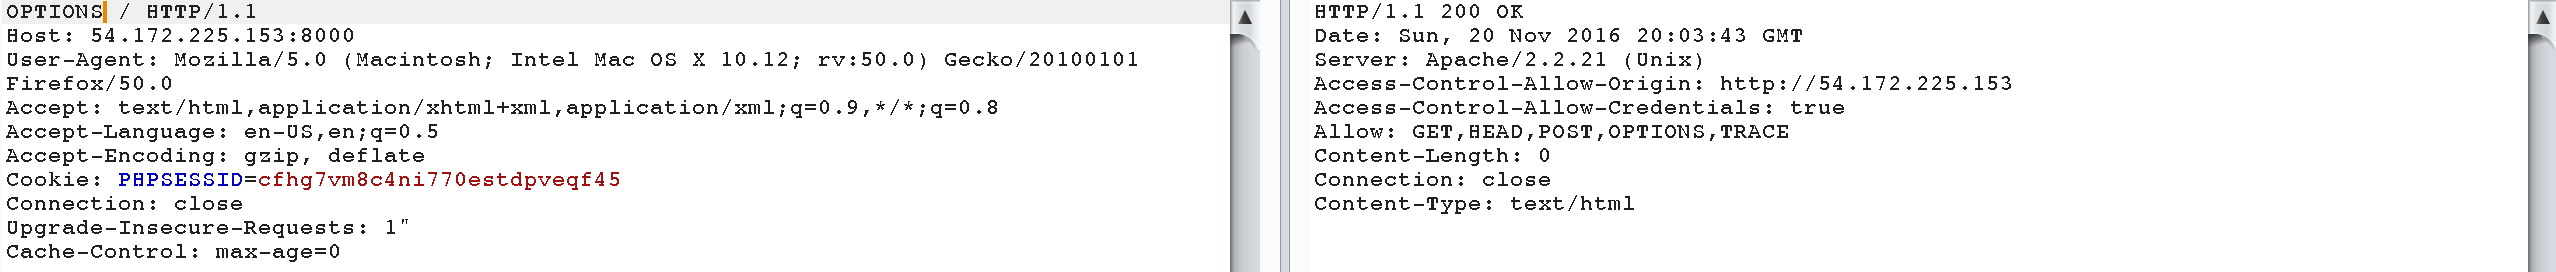 OPTIONS / HTTP/1.1
Host: 54.172.225.153:8000
User-Agent: Mozilla/5.0 (Macintosh; Intel Mac OS X 10.12; rv:50.0) Gecko/20100101
Firefox/50.0
Accept: text/html,application/xhtml+xml,application/xml;q=0.9,*/*;q=0.8
Accept-Language: en-US,en;q=0.5
Accept-Encoding: gzip, deflate
Cookie: PHPSESSID=cfhg7vm8c4ni770estdpveqf45
Connection: close
Upgrade-Insecure-Requests: 1"
Cache-Control: max-age=0
HTTP/1.1 200 OK
Date: Sun, 20 Nov 2016 20:03:43 GMT
Server: Apache/2.2.21 (Unix)
Access-Control-Allow-Origin: http://54.172.225.153
Access-Control-Allow-Credentials: true
Allow: GET,HEAD,POST,OPTIONS,TRACE
Content-Length: 0
Connection: close
Content-Type: text/html